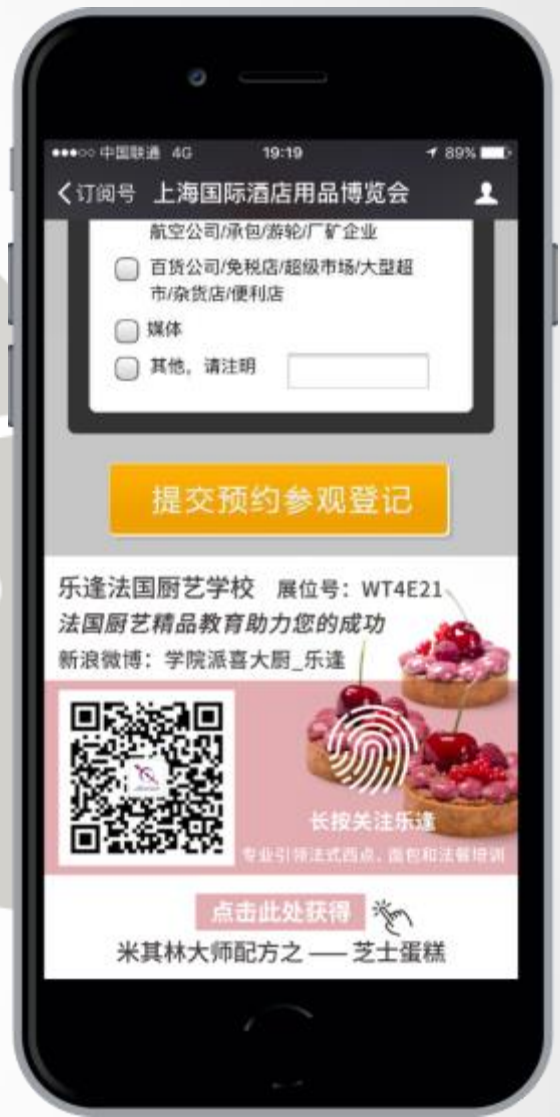 中国联通 4G 19:19 89%
订阅号 上海国际酒店用品博览会
航空公司/承包/游轮/厂矿企业
百货公司/免税店/超级市场/大型超
市/杂货店/便利店
媒体
其他，请注明
提交预约参观登记
乐逢法国厨艺学校 展位号：WT4E21
法国厨艺精品教育助力您的成功
新浪微博：学院派喜大厨_乐逢
长按关注乐逢
专业引领法式西点，面包和法餐培训
点击此处获得
米其林大师配方之 —— 芝士蛋糕